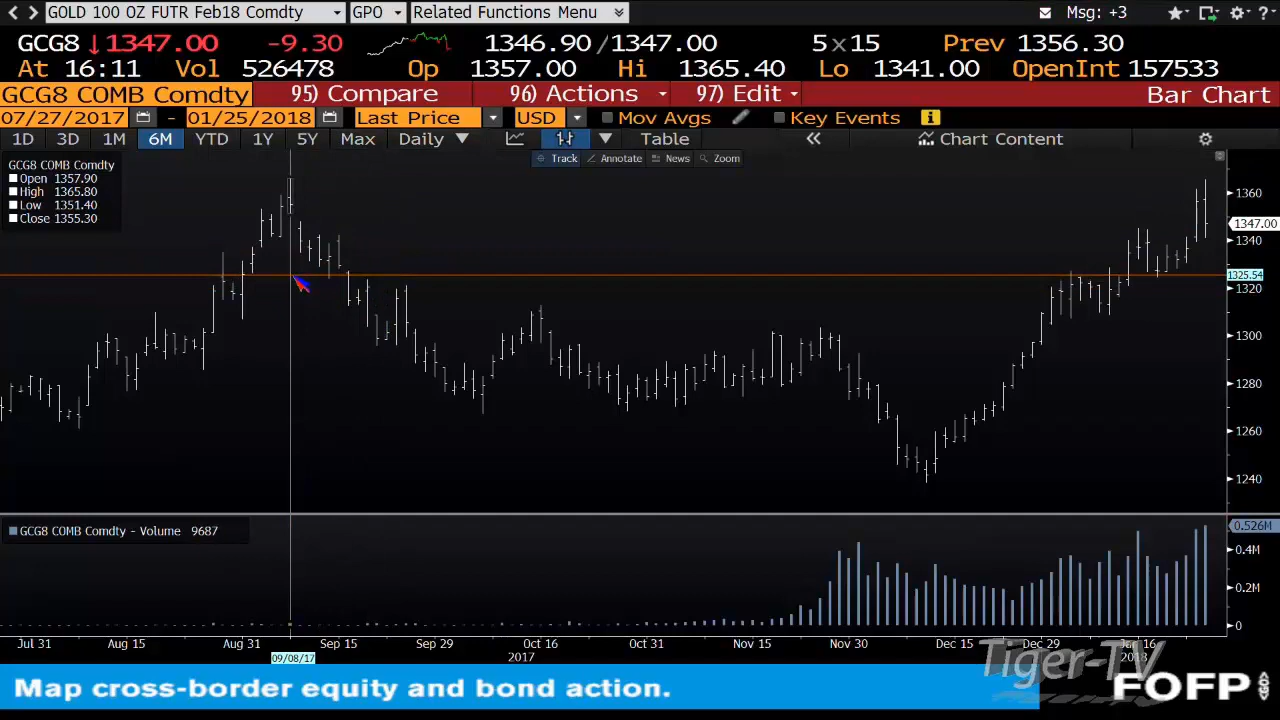 GOLD 100 OZ FUTR Feb18 Comdty GPO Related Functions Menu Msg: +3 ?
GCG8 ↓1347.00 -9.30 1346.90/1347.00 5x15 Prev 1356.30
At 16:11 Vol 526478 Op 1357.00 Hi 1365.40 Lo 1341.00 OpenInt 157533
GCG8 COMB Comdty 95) Compare 96) Actions 97) Edit Bar Chart
07/27/2017 - 01/25/2018 Last Price USD Mov Avgs Key Events i
1D 3D 1M 6M YTD 1Y 5Y Max Daily ▼ Table « Chart Content
Track Annotate News Zoom
GCG8 COMB Comdty
Open 1357.90
High 1365.80
Low 1351.40
Close 1355.30
1360
1347.00
1340
1325.54
1320
1300
1280
1260
1240
GCG8 COMB Comdty - Volume 9687
0.526M
0.4M
0.2M
0
Jul 31 Aug 15 Aug 31 Sep 15 Sep 29 Oct 16 Oct 31 Nov 15 Nov 30 Dec 15 Dec 29 Jan 16
09/08/17 2017 2018
Tiger-TV
Map cross-border equity and bond action.
FOFP